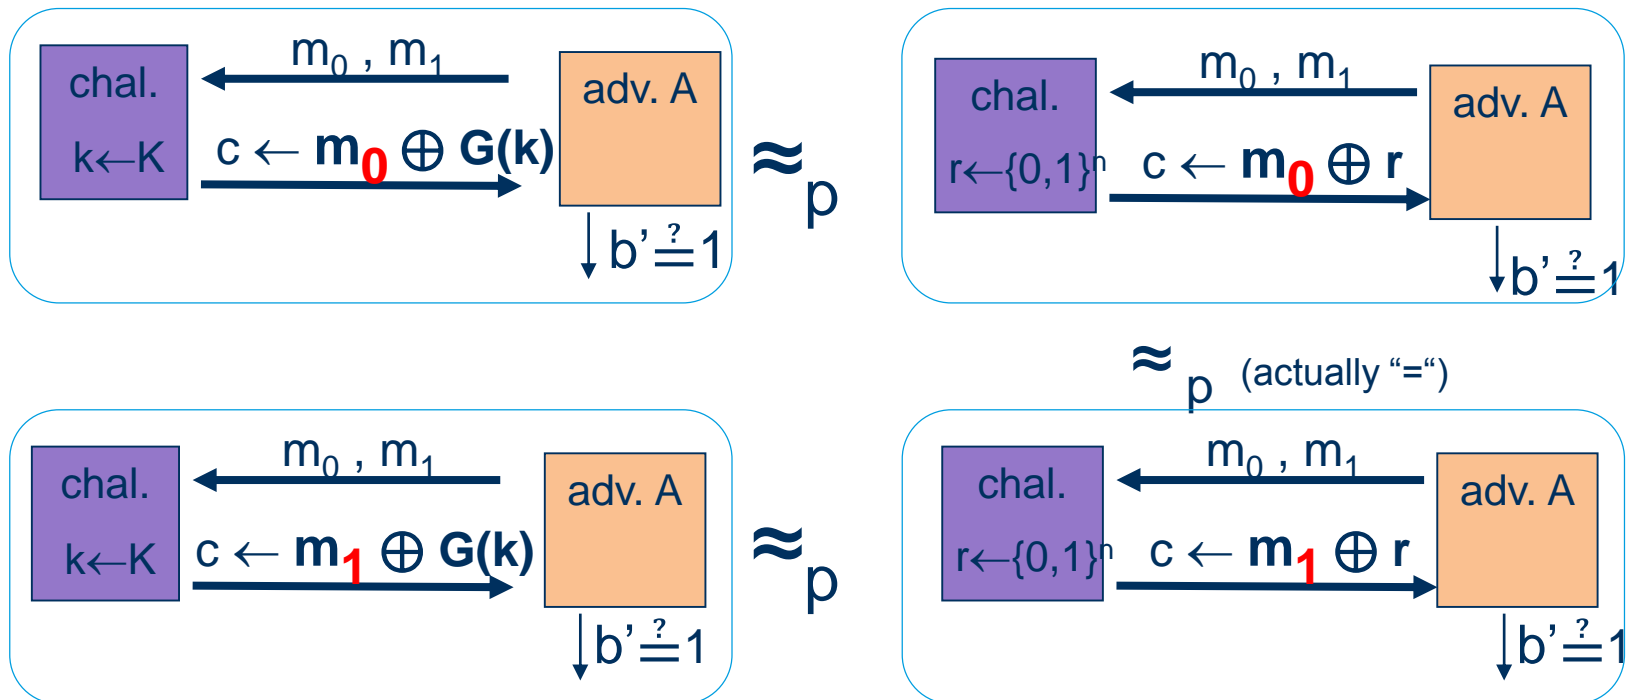 m₀ , m₁
chal.
adv. A
k←K
c ← m₀ ⊕ G(k)
b’ ≟ 1
≈p
m₀ , m₁
chal.
adv. A
r←{0,1}ⁿ
c ← m₀ ⊕ r
b’ ≟ 1
≈p (actually “=“)
m₀ , m₁
chal.
adv. A
k←K
c ← m₁ ⊕ G(k)
b’ ≟ 1
≈p
m₀ , m₁
chal.
adv. A
r←{0,1}ⁿ
c ← m₁ ⊕ r
b’ ≟ 1